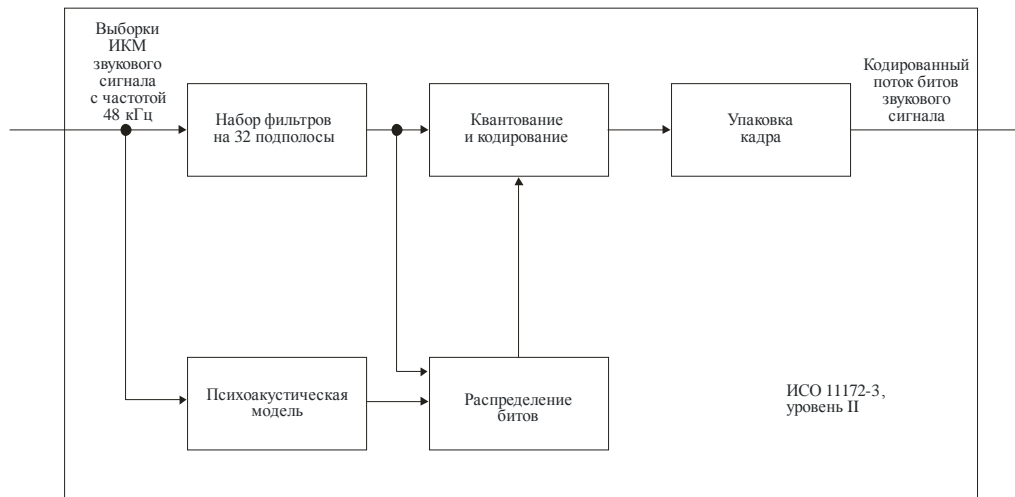 Выборки
ИКМ
звукового
сигнала
с частотой
48 кГц
Набор фильтров
на 32 подполосы
Квантование
и кодирование
Упаковка
кадра
Кодированный
поток битов
звукового
сигнала
Психоакустическая
модель
Распределение
битов
ИСО 11172-3,
уровень II